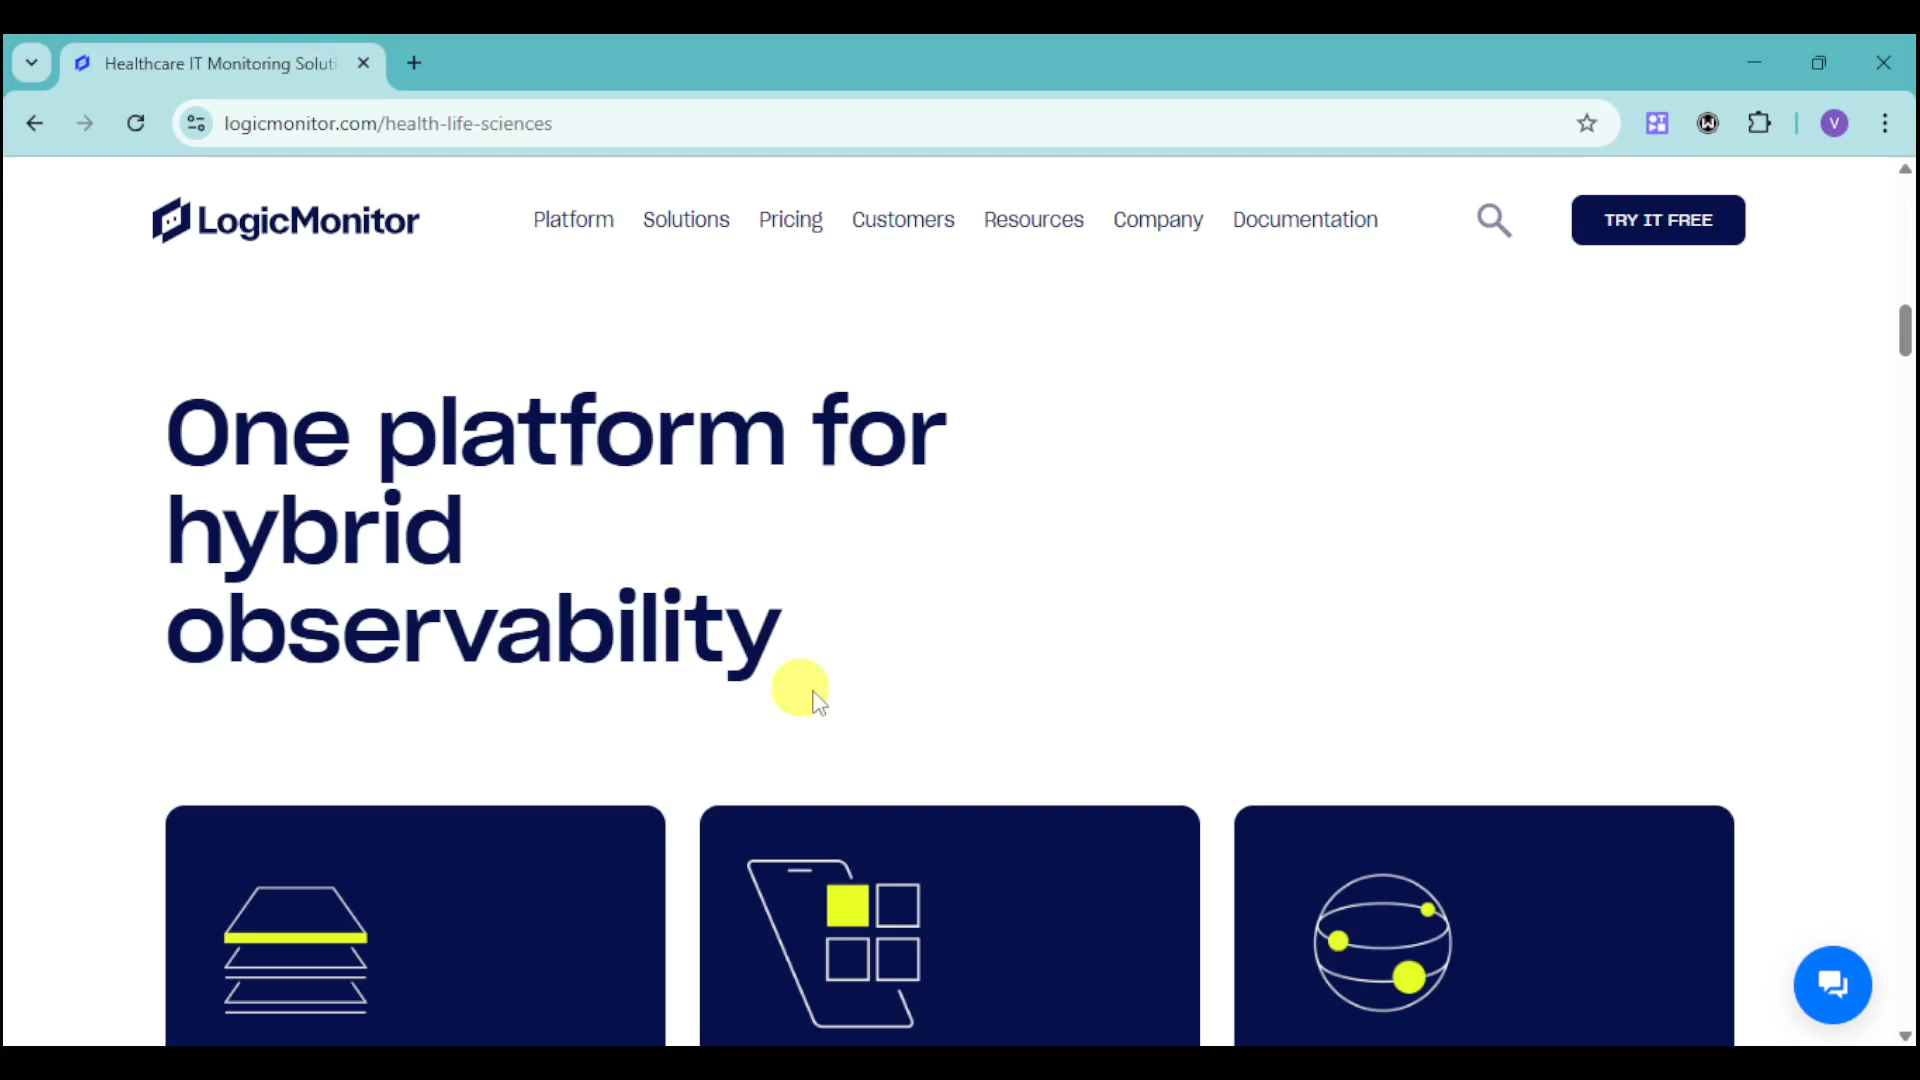 Healthcare IT Monitoring Soluti
logicmonitor.com/health-life-sciences
V
LogicMonitor
Platform
Solutions
Pricing
Customers
Resources
Company
Documentation
TRY IT FREE
One platform for
hybrid
observability